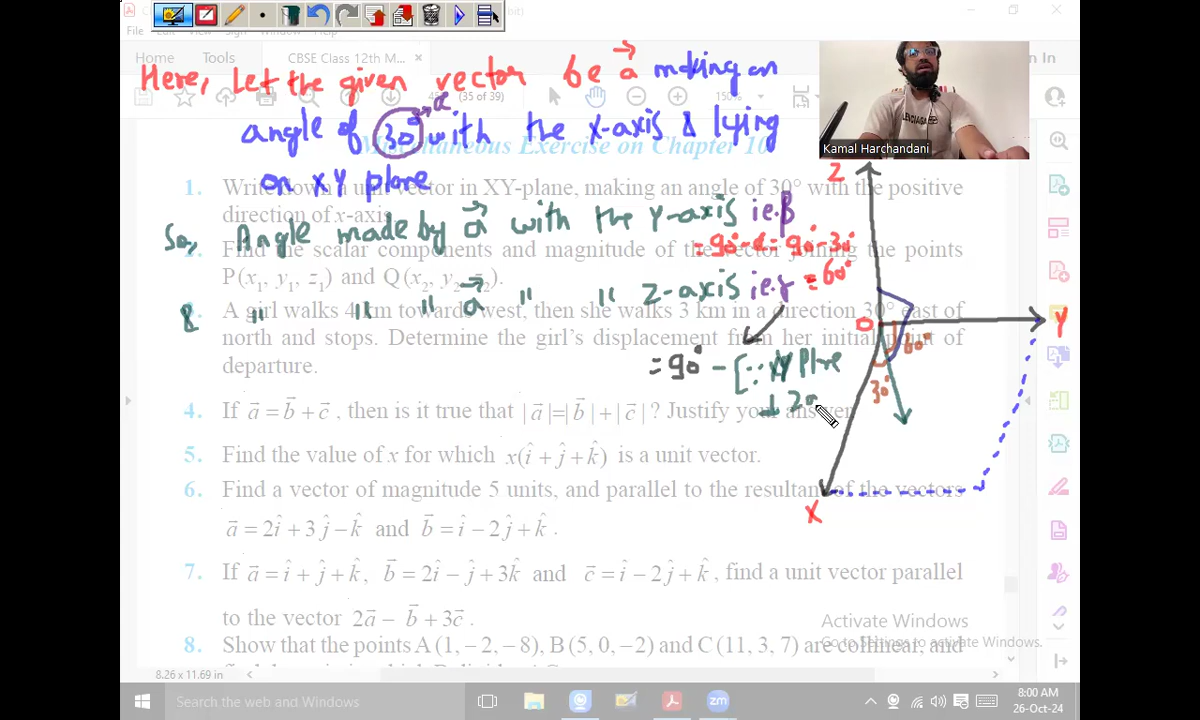 File
Home
Tools
CBSE Class 12th M...
(35 of 39)
150%
Here, Let the given vector be a⃗ making an
angle of 30° with the x-axis & lying
on XY plane
So, Angle made by a⃗ with the Y-axis i.e. β
= 90° - α = 90° - 30°
= 60°
& " " " a⃗ " " Z-axis i.e. γ
= 90° - [∵ XY plane
⊥ Z
Kamal Harchandani
Z
O
Y
X
60°
30°
Miscellaneous Exercise on Chapter 10
1. Write down a unit vector in XY-plane, making an angle of 30° with the positive
direction of x-axis.
2. Find the scalar components and magnitude of the vector joining the points
P(x₁, y₁, z₁) and Q(x₂, y₂, z₂).
3. A girl walks 4 km towards west, then she walks 3 km in a direction 30° east of
north and stops. Determine the girl's displacement from her initial point of
departure.
4. If a⃗ = b⃗ + c⃗, then is it true that |a⃗| = |b⃗| + |c⃗|? Justify your answer.
5. Find the value of x for which x(î + ĵ + k̂) is a unit vector.
6. Find a vector of magnitude 5 units, and parallel to the resultant of the vectors
a⃗ = 2î + 3ĵ − k̂ and b⃗ = î − 2ĵ + k̂.
7. If a⃗ = î + ĵ + k̂, b⃗ = 2î − ĵ + 3k̂ and c⃗ = î − 2ĵ + k̂, find a unit vector parallel
to the vector 2a⃗ − b⃗ + 3c⃗.
8. Show that the points A (1, − 2, − 8), B (5, 0, − 2) and C (11, 3, 7) are collinear, and
Activate Windows
Go to Settings to activate Windows.
8.26 x 11.69 in
Search the web and Windows
zm
8:00 AM
26-Oct-24